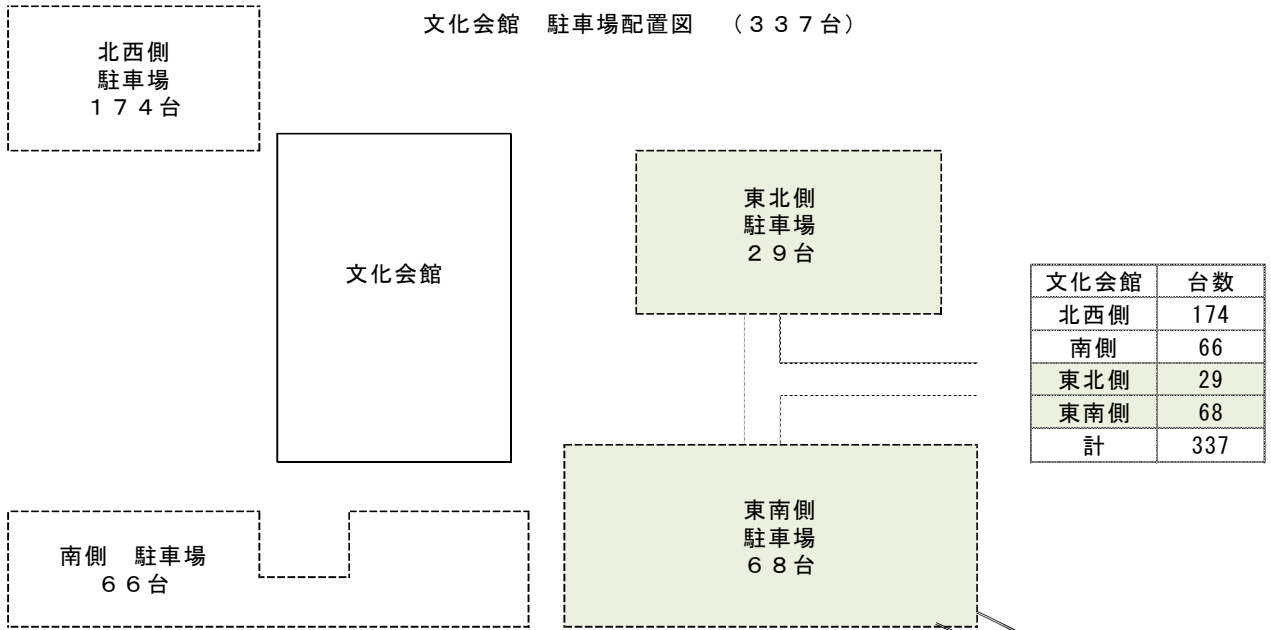 文化会館　駐車場配置図　（３３７台）
北西側
駐車場
１７４台
文化会館
東北側
駐車場
２９台
文化会館 台数
北西側 174
南側 66
東北側 29
東南側 68
計 337
東南側
駐車場
６８台
南側　駐車場
６６台